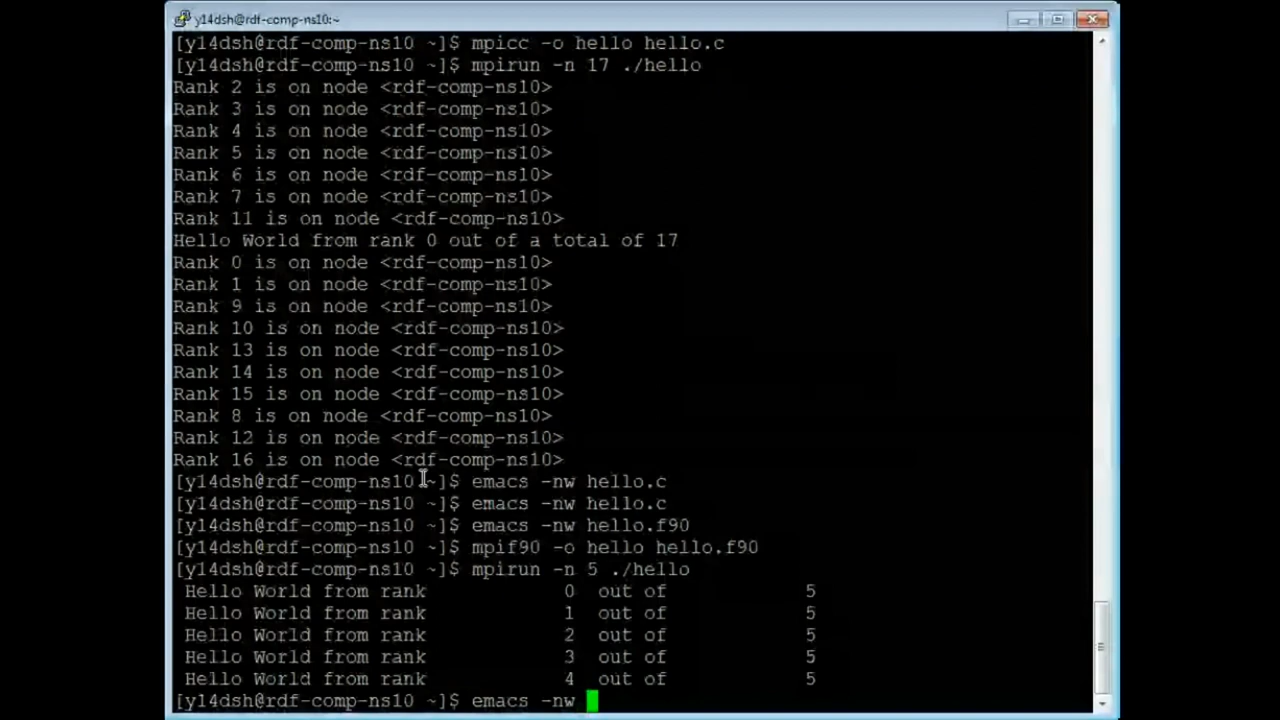 y14dsh@rdf-comp-ns10:~
[y14dsh@rdf-comp-ns10 ~]$ mpicc -o hello hello.c
[y14dsh@rdf-comp-ns10 ~]$ mpirun -n 17 ./hello
Rank 2 is on node <rdf-comp-ns10>
Rank 3 is on node <rdf-comp-ns10>
Rank 4 is on node <rdf-comp-ns10>
Rank 5 is on node <rdf-comp-ns10>
Rank 6 is on node <rdf-comp-ns10>
Rank 7 is on node <rdf-comp-ns10>
Rank 11 is on node <rdf-comp-ns10>
Hello World from rank 0 out of a total of 17
Rank 0 is on node <rdf-comp-ns10>
Rank 1 is on node <rdf-comp-ns10>
Rank 9 is on node <rdf-comp-ns10>
Rank 10 is on node <rdf-comp-ns10>
Rank 13 is on node <rdf-comp-ns10>
Rank 14 is on node <rdf-comp-ns10>
Rank 15 is on node <rdf-comp-ns10>
Rank 8 is on node <rdf-comp-ns10>
Rank 12 is on node <rdf-comp-ns10>
Rank 16 is on node <rdf-comp-ns10>
[y14dsh@rdf-comp-ns10 ~]$ emacs -nw hello.c
[y14dsh@rdf-comp-ns10 ~]$ emacs -nw hello.c
[y14dsh@rdf-comp-ns10 ~]$ emacs -nw hello.f90
[y14dsh@rdf-comp-ns10 ~]$ mpif90 -o hello hello.f90
[y14dsh@rdf-comp-ns10 ~]$ mpirun -n 5 ./hello
Hello World from rank 0 out of 5
Hello World from rank 1 out of 5
Hello World from rank 2 out of 5
Hello World from rank 3 out of 5
Hello World from rank 4 out of 5
[y14dsh@rdf-comp-ns10 ~]$ emacs -nw